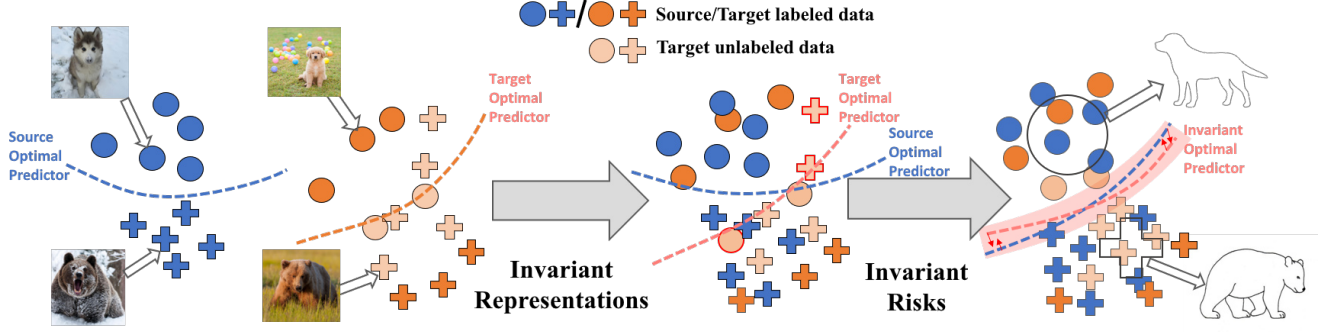 /
Source/Target labeled data
Target unlabeled data
Source
Optimal
Predictor
Target
Optimal
Predictor
Invariant
Representations
Target
Optimal
Predictor
Source
Optimal
Predictor
Invariant
Risks
Invariant
Optimal
Predictor